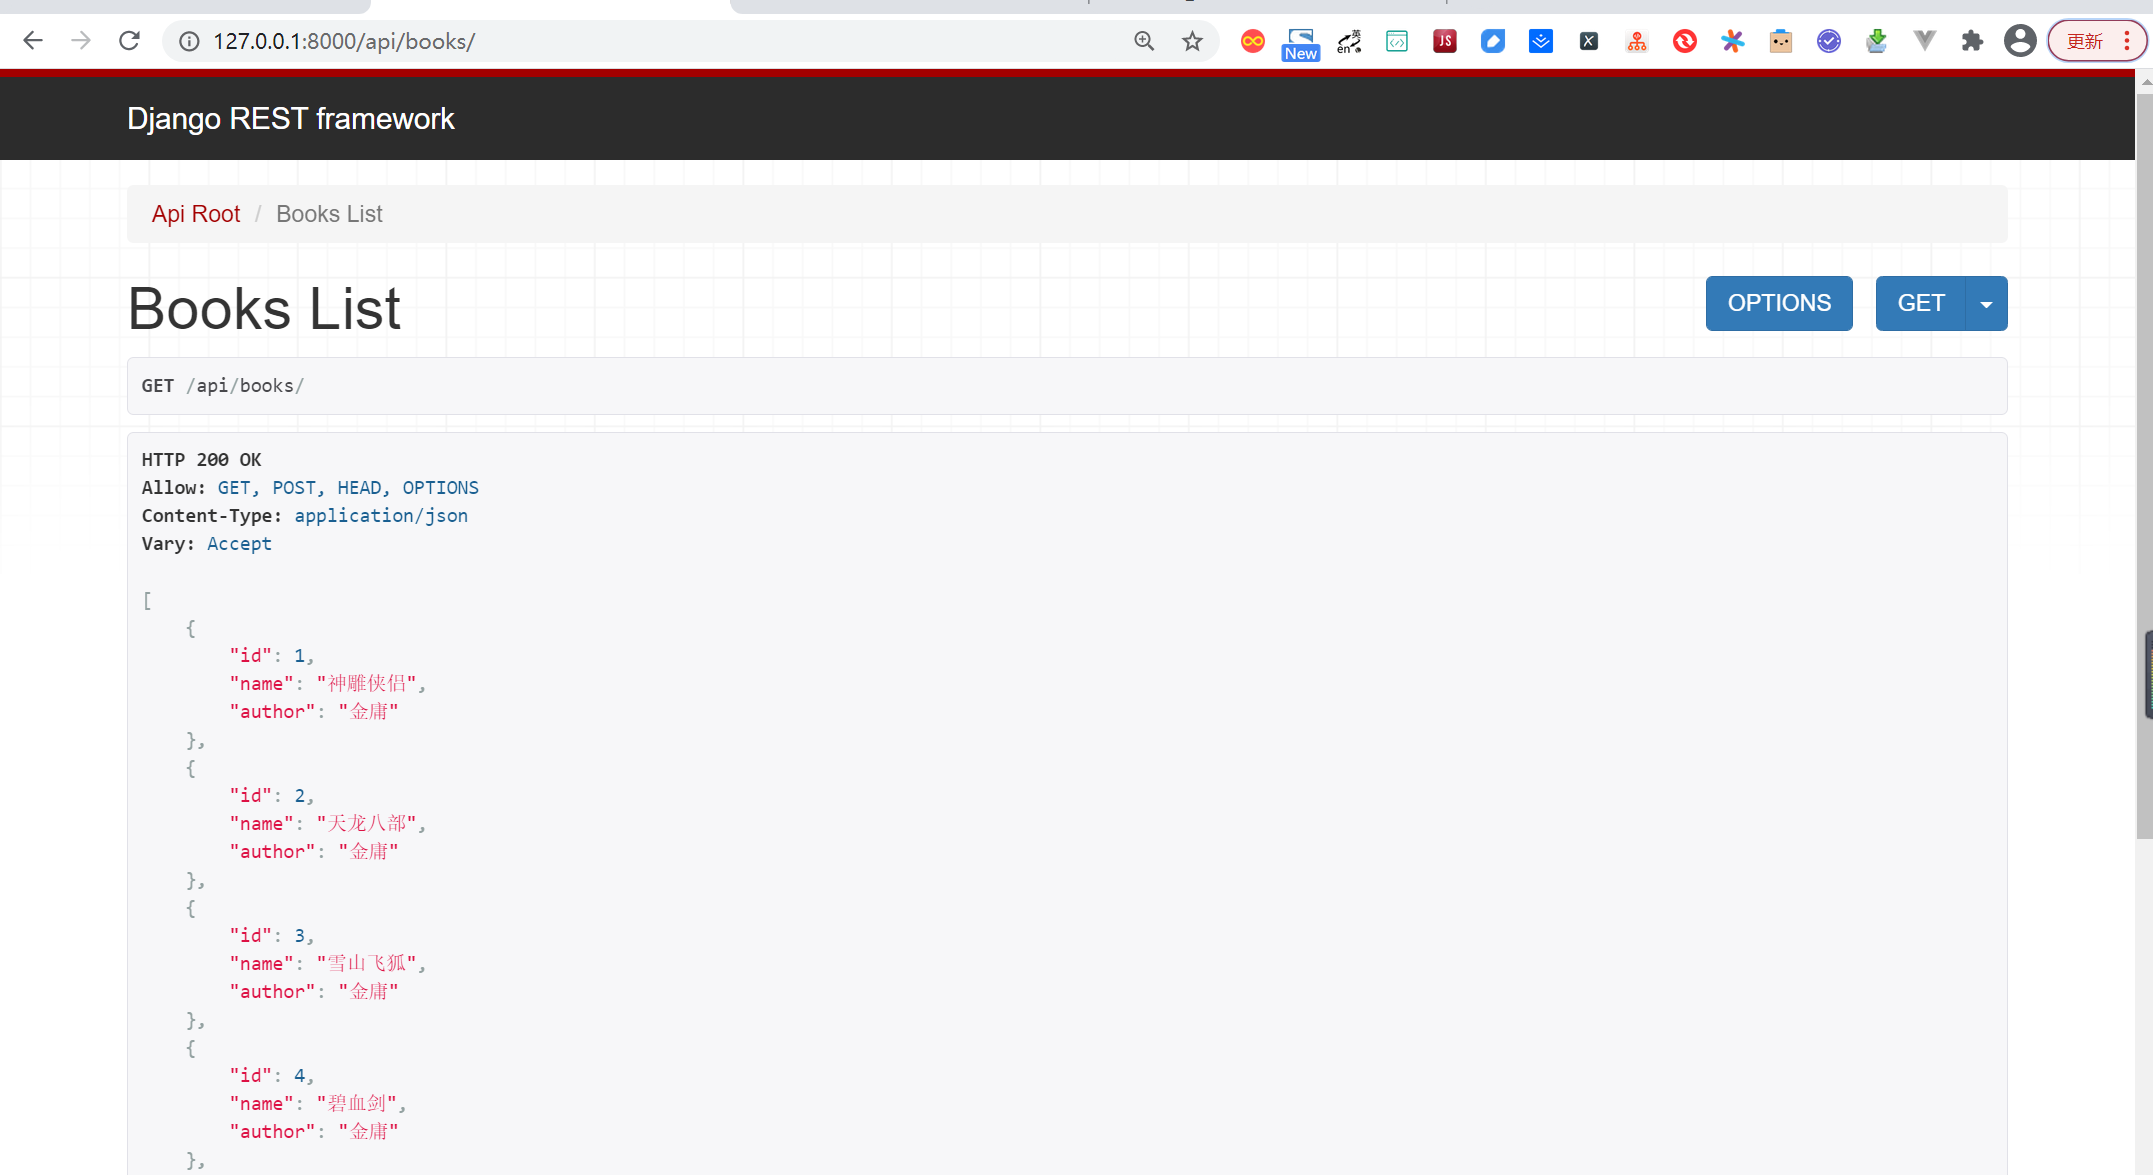 127.0.0.1:8000/api/books/
New
英
en
JS
X
更新
Django REST framework
Api Root / Books List
Books List
OPTIONS
GET
GET /api/books/
HTTP 200 OK
Allow: GET, POST, HEAD, OPTIONS
Content-Type: application/json
Vary: Accept
[
{
"id": 1,
"name": "神雕侠侣",
"author": "金庸"
},
{
"id": 2,
"name": "天龙八部",
"author": "金庸"
},
{
"id": 3,
"name": "雪山飞狐",
"author": "金庸"
},
{
"id": 4,
"name": "碧血剑",
"author": "金庸"
},